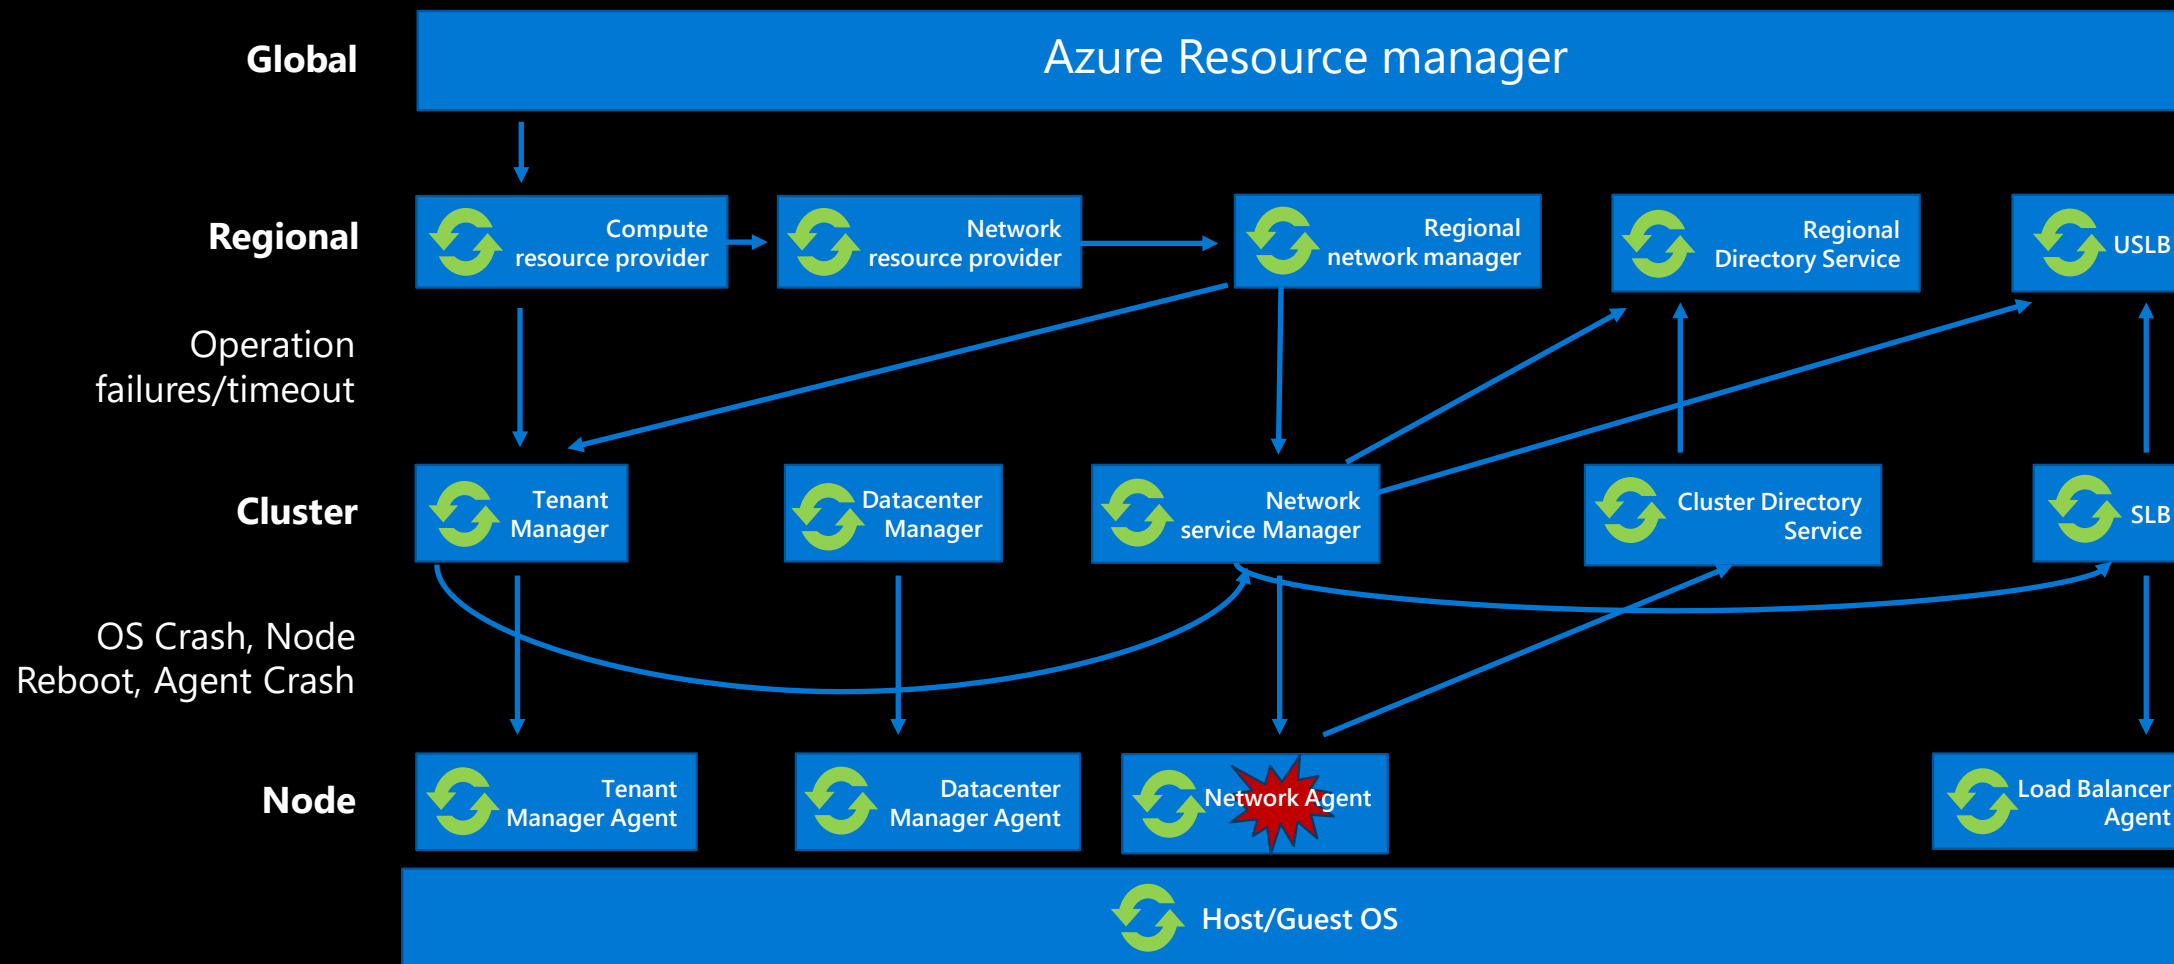 Global
Azure Resource manager
Regional
Compute
resource provider
Network
resource provider
Regional
network manager
Regional
Directory Service
USLB
Operation
failures/timeout
Cluster
Tenant
Manager
Datacenter
Manager
Network
service Manager
Cluster Directory
Service
SLB
OS Crash, Node
Reboot, Agent Crash
Node
Tenant
Manager Agent
Datacenter
Manager Agent
Network Agent
Load Balancer
Agent
Host/Guest OS